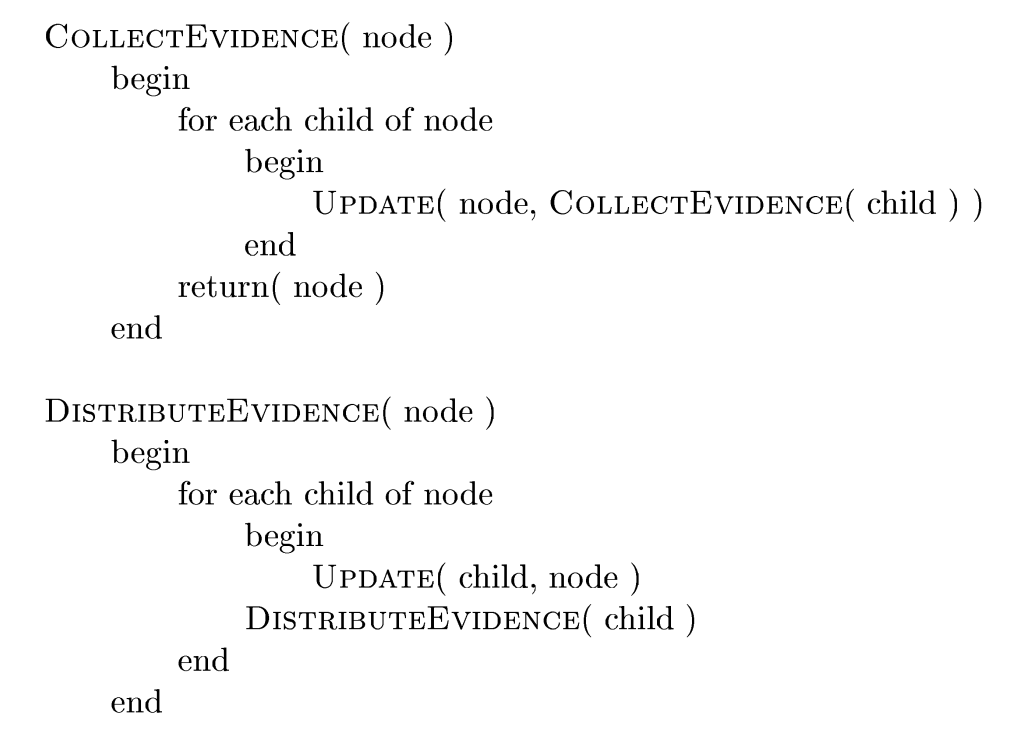 COLLECTEVIDENCE( node )
begin
for each child of node
begin
UPDATE( node, COLLECTEVIDENCE( child ) )
end
return( node )
end
DISTRIBUTEEVIDENCE( node )
begin
for each child of node
begin
UPDATE( child, node )
DISTRIBUTEEVIDENCE( child )
end
end